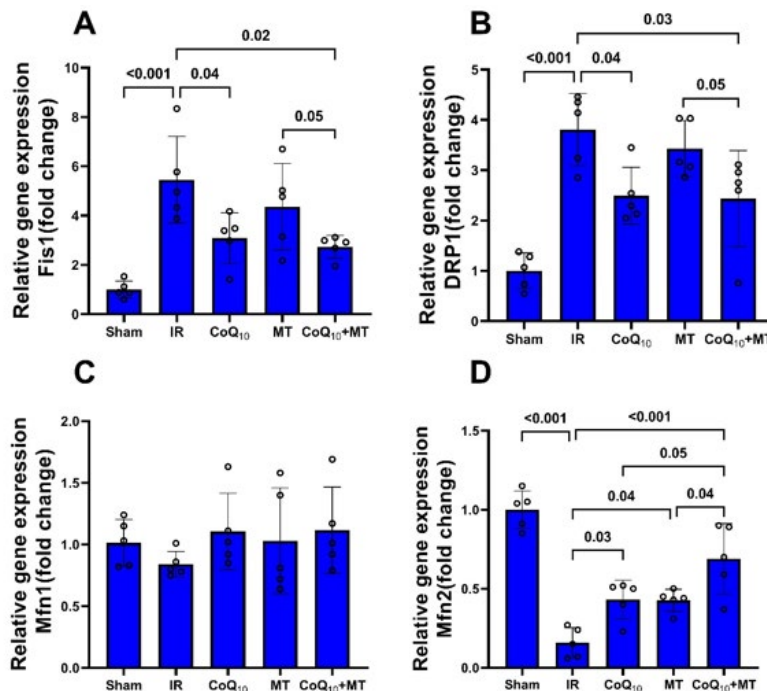 A
0.02
<0.001
0.04
0.05
Relative gene expression
Fis1(fold change)
10
8
6
4
2
0
Sham
IR
CoQ₁₀
MT
CoQ₁₀+MT
B
0.03
<0.001
0.04
0.05
Relative gene expression
DRP1(fold change)
5
4
3
2
1
0
Sham
IR
CoQ₁₀
MT
CoQ₁₀+MT
C
Relative gene expression
Mfn1(fold change)
2.0
1.5
1.0
0.5
0.0
Sham
IR
CoQ₁₀
MT
CoQ₁₀+MT
D
<0.001
<0.001
0.05
0.04
0.04
0.03
Relative gene expression
Mfn2(fold change)
1.5
1.0
0.5
0.0
Sham
IR
CoQ₁₀
MT
CoQ₁₀+MT